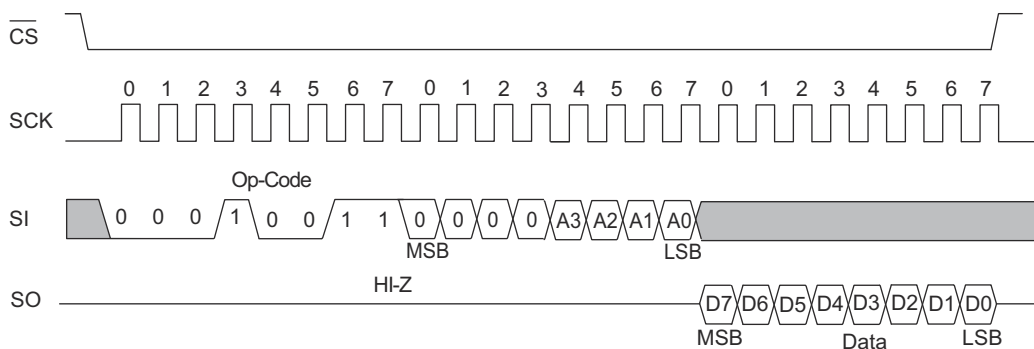 CS
0 1 2 3 4 5 6 7 0 1 2 3 4 5 6 7 0 1 2 3 4 5 6 7
SCK
Op-Code
SI 0 0 0 1 0 0 1 1 0 0 0 0 A3 A2 A1 A0
MSB LSB
HI-Z
SO D7 D6 D5 D4 D3 D2 D1 D0
MSB Data LSB